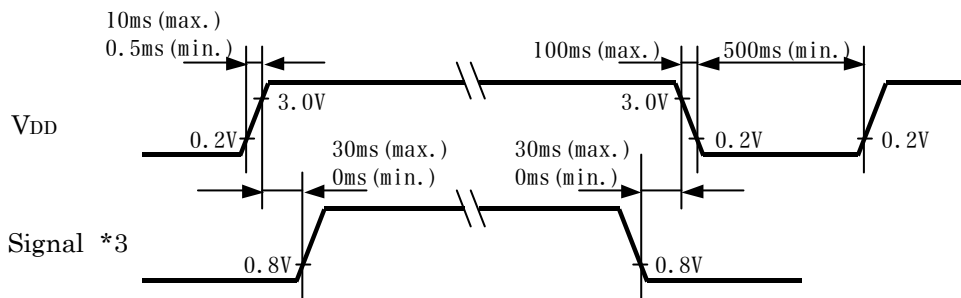 10ms(max.)
0.5ms(min.)
100ms(max.)
500ms(min.)
3.0V
3.0V
VDD
0.2V
0.2V
0.2V
30ms(max.)
0ms(min.)
30ms(max.)
0ms(min.)
Signal *3
0.8V
0.8V